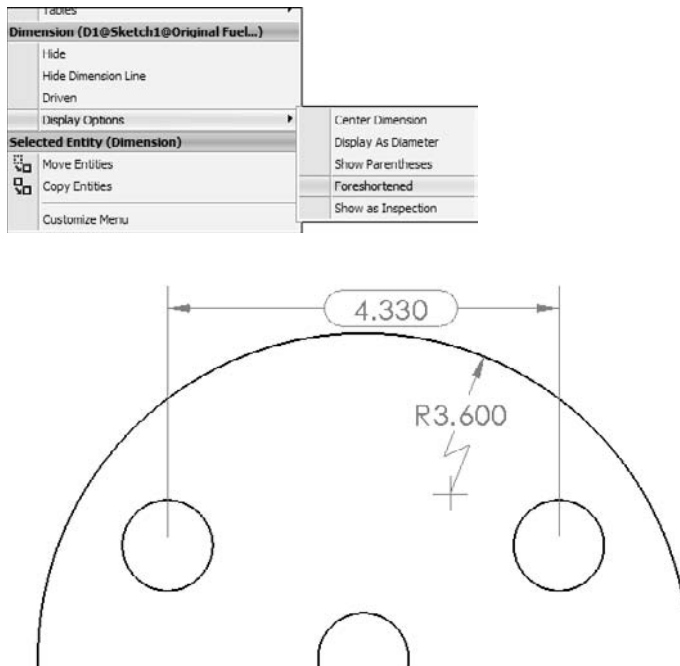 Tables
Dimension (D1@Sketch1@Original Fuel...)
Hide
Hide Dimension Line
Driven
Display Options
Selected Entity (Dimension)
Move Entities
Copy Entities
Customize Menu
Center Dimension
Display As Diameter
Show Parentheses
Foreshortened
Show as Inspection
4.330
R3.600